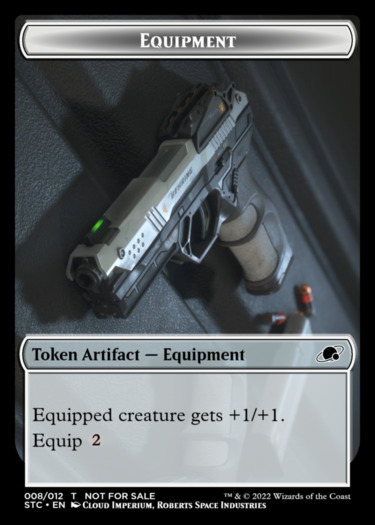 EQUIPMENT
Token Artifact — Equipment
Equipped creature gets +1/+1.
Equip 2
008/012 T NOT FOR SALE
STC • EN CLOUD IMPERIUM, ROBERTS SPACE INDUSTRIES
™ & © 2022 Wizards of the Coast